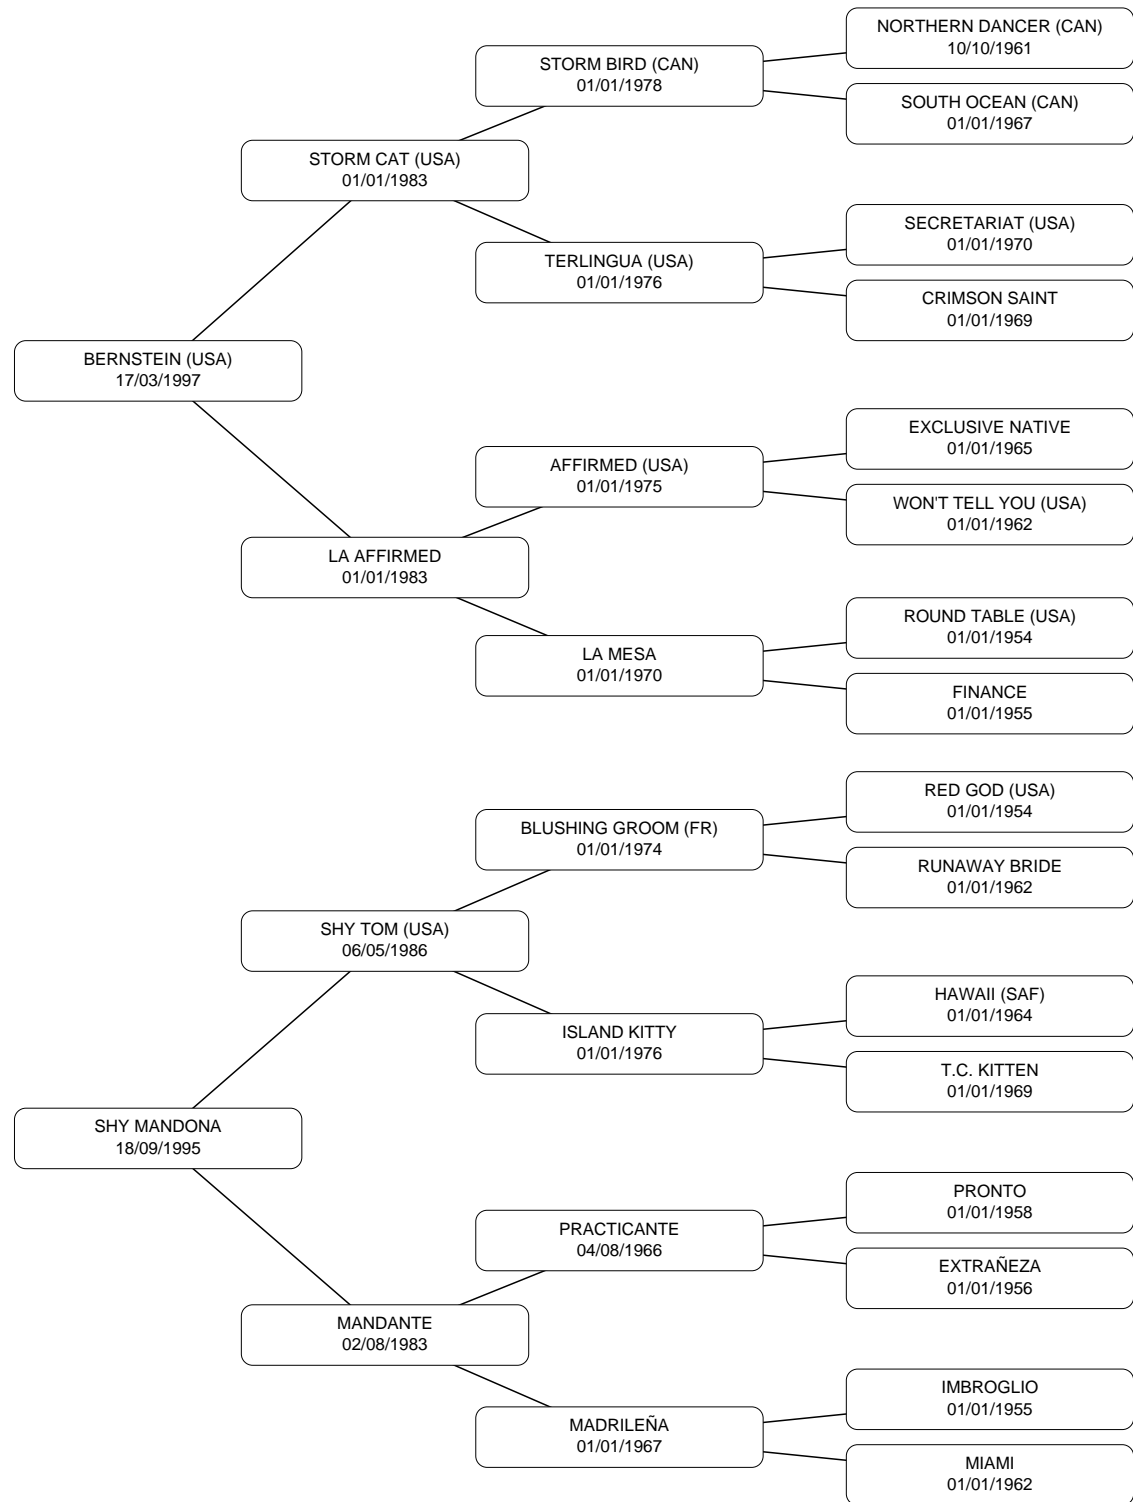 NORTHERN DANCER (CAN)
10/10/1961
STORM BIRD (CAN)
01/01/1978
SOUTH OCEAN (CAN)
01/01/1967
STORM CAT (USA)
01/01/1983
SECRETARIAT (USA)
01/01/1970
TERLINGUA (USA)
01/01/1976
CRIMSON SAINT
01/01/1969
BERNSTEIN (USA)
17/03/1997
EXCLUSIVE NATIVE
01/01/1965
AFFIRMED (USA)
01/01/1975
WON'T TELL YOU (USA)
01/01/1962
LA AFFIRMED
01/01/1983
ROUND TABLE (USA)
01/01/1954
LA MESA
01/01/1970
FINANCE
01/01/1955
RED GOD (USA)
01/01/1954
BLUSHING GROOM (FR)
01/01/1974
RUNAWAY BRIDE
01/01/1962
SHY TOM (USA)
06/05/1986
HAWAII (SAF)
01/01/1964
ISLAND KITTY
01/01/1976
T.C. KITTEN
01/01/1969
SHY MANDONA
18/09/1995
PRONTO
01/01/1958
PRACTICANTE
04/08/1966
EXTRAÑEZA
01/01/1956
MANDANTE
02/08/1983
IMBROGLIO
01/01/1955
MADRILEÑA
01/01/1967
MIAMI
01/01/1962